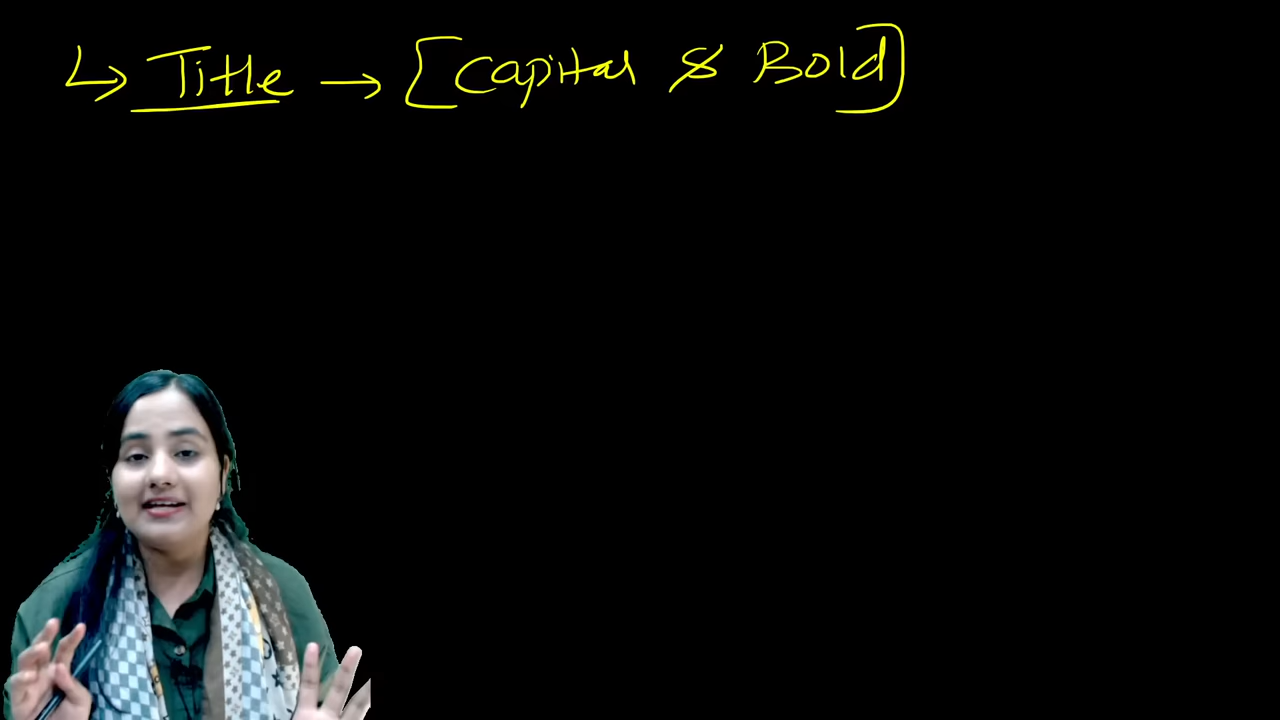 ↳ Title → [Capital & Bold]